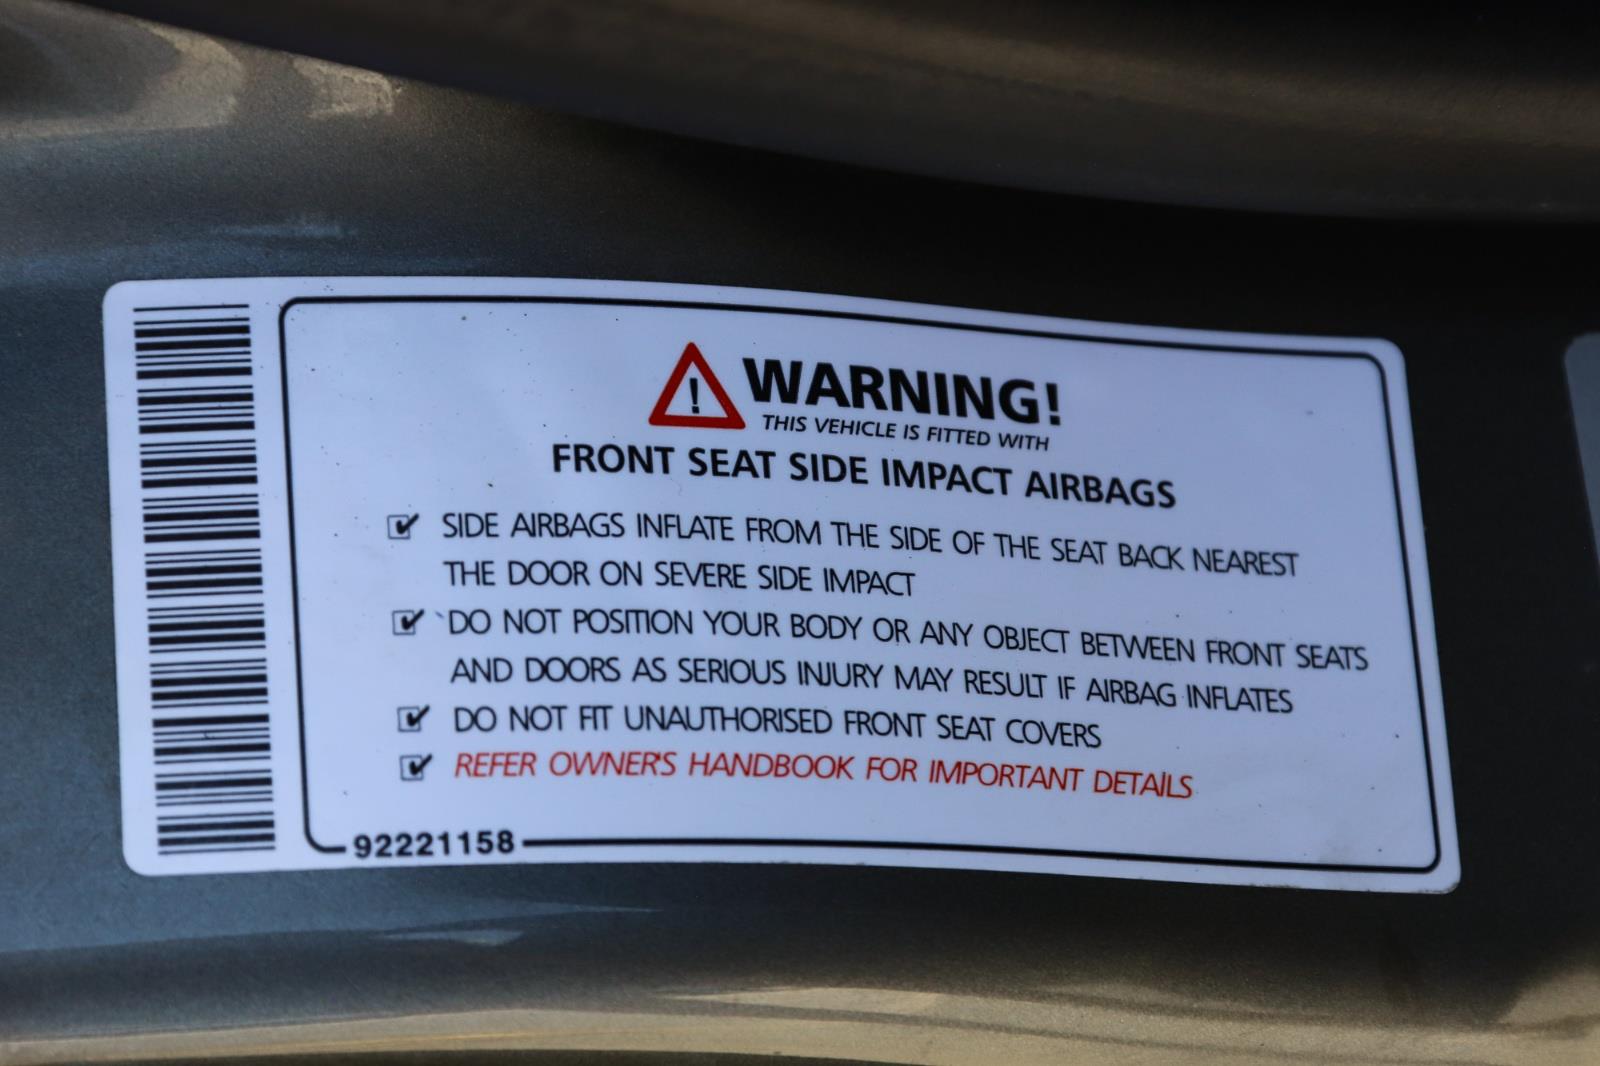 WARNING!
THIS VEHICLE IS FITTED WITH
FRONT SEAT SIDE IMPACT AIRBAGS
SIDE AIRBAGS INFLATE FROM THE SIDE OF THE SEAT BACK NEAREST
THE DOOR ON SEVERE SIDE IMPACT
DO NOT POSITION YOUR BODY OR ANY OBJECT BETWEEN FRONT SEATS
AND DOORS AS SERIOUS INJURY MAY RESULT IF AIRBAG INFLATES
DO NOT FIT UNAUTHORISED FRONT SEAT COVERS
REFER OWNER'S HANDBOOK FOR IMPORTANT DETAILS
92221158